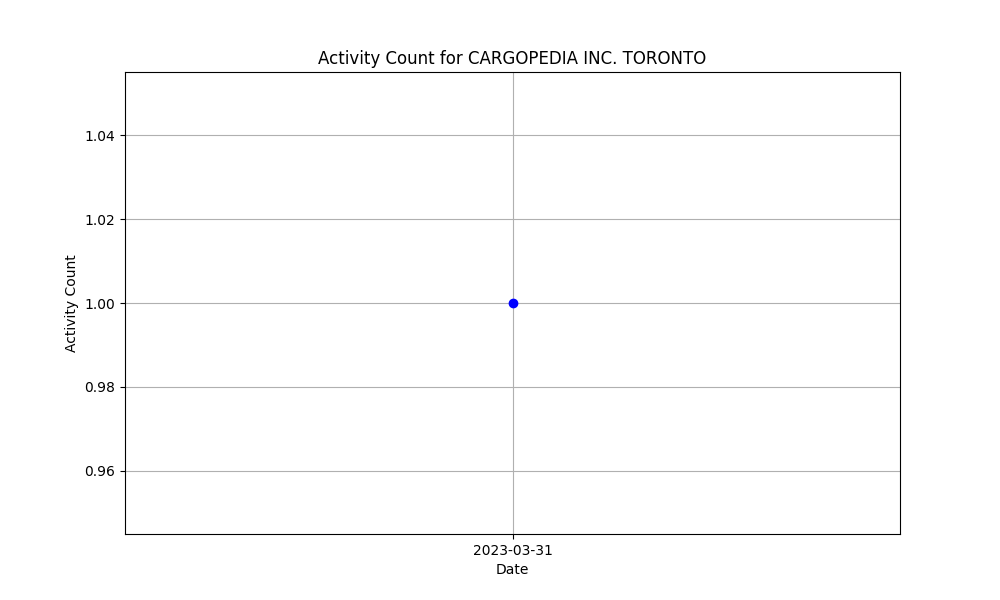 Activity Count for CARGOPEDIA INC. TORONTO
1.04
1.02
1.00
0.98
0.96
Activity Count
2023-03-31
Date